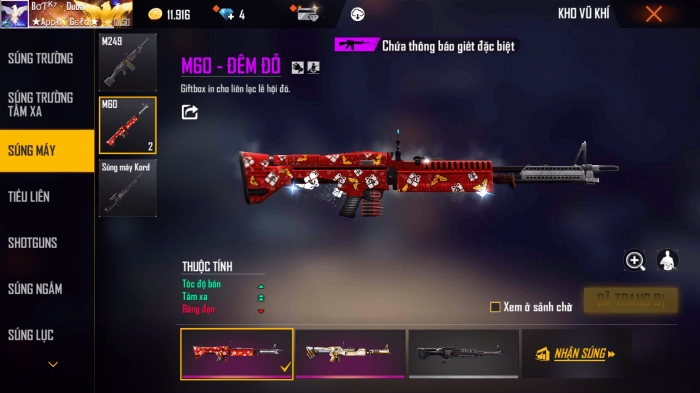 11.916
4
KHO VŨ KHÍ
SÚNG TRƯỜNG
SÚNG TRƯỜNG
TẦM XA
SÚNG MÁY
TIỂU LIÊN
SHOTGUNS
SÚNG NGẮM
SÚNG LỤC
M249
M60
2
Súng máy Kord
Chứa thông báo giết đặc biệt
M60 - ĐÊM ĐỎ
Giftbox in cho liên lạc lễ hội đỏ.
THUỘC TÍNH
Tốc độ bắn
Tầm xa
Băng đạn
Xem ở sảnh chờ
ĐÃ TRANG BỊ
NHẬN SÚNG